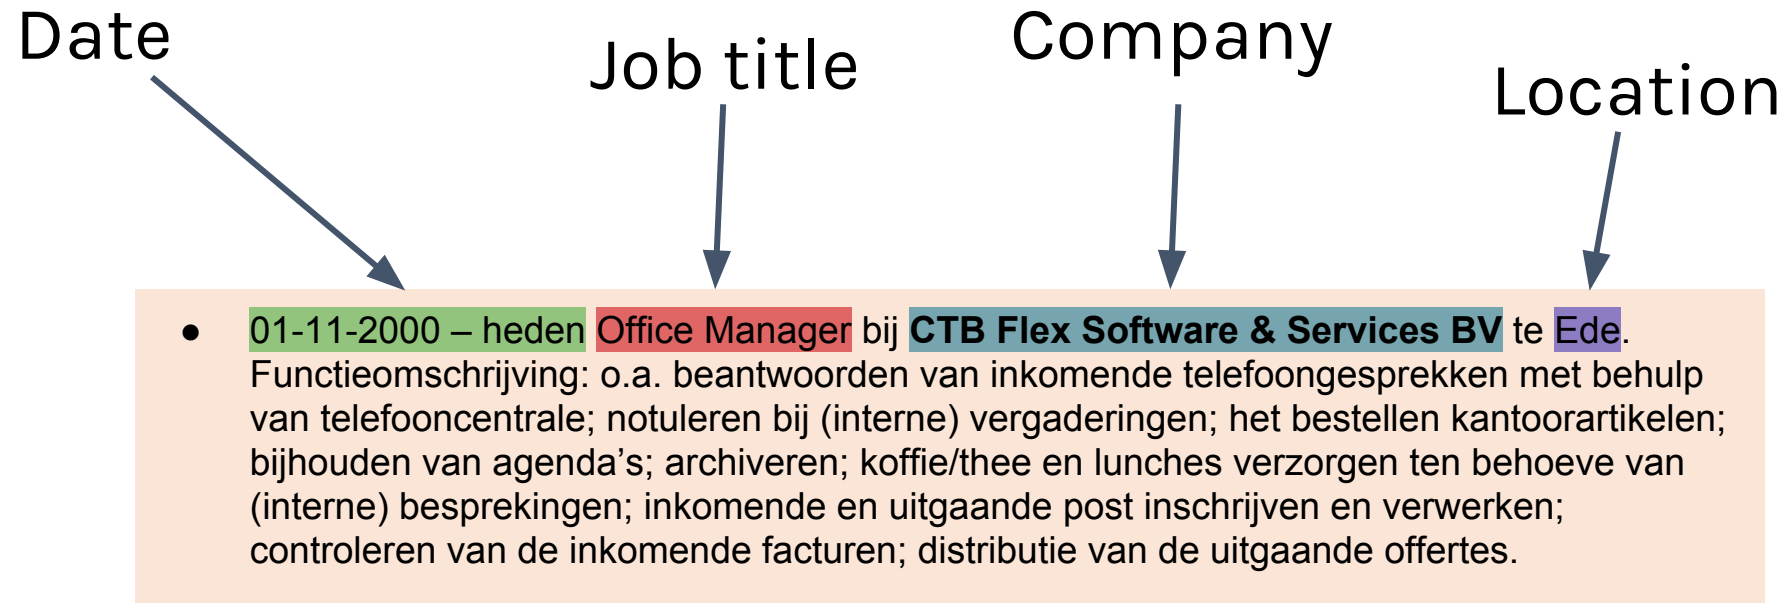 Date
Job title
Company
Location
● 01-11-2000 – heden Office Manager bij CTB Flex Software & Services BV te Ede.
Functieomschrijving: o.a. beantwoorden van inkomende telefoongesprekken met behulp
van telefooncentrale; notuleren bij (interne) vergaderingen; het bestellen kantoorartikelen;
bijhouden van agenda’s; archiveren; koffie/thee en lunches verzorgen ten behoeve van
(interne) besprekingen; inkomende en uitgaande post inschrijven en verwerken;
controleren van de inkomende facturen; distributie van de uitgaande offertes.